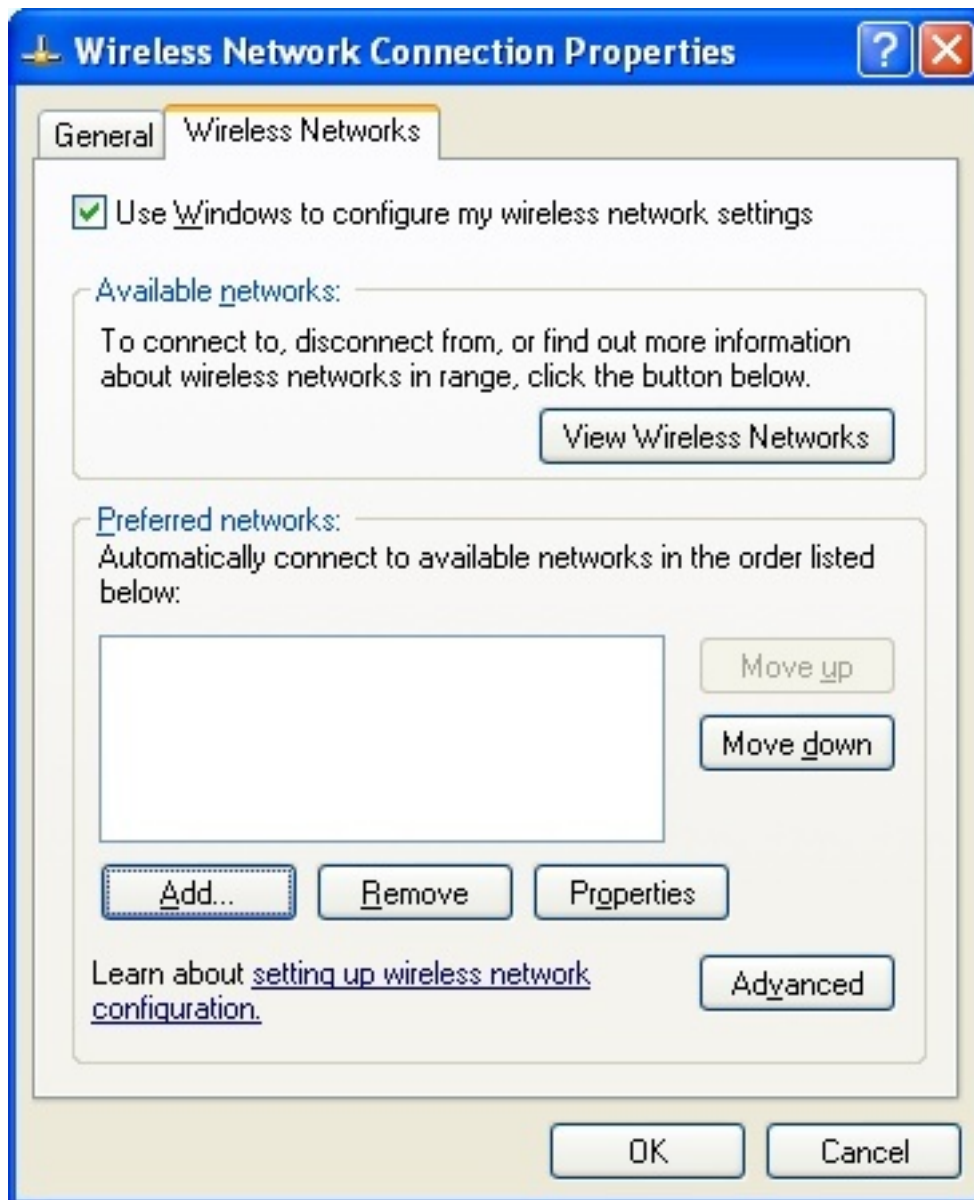 Wireless Network Connection Properties
?
General
Wireless Networks
Use Windows to configure my wireless network settings
Available networks:
To connect to, disconnect from, or find out more information
about wireless networks in range, click the button below.
View Wireless Networks
Preferred networks:
Automatically connect to available networks in the order listed
below:
Move up
Move down
Add...
Remove
Properties
Learn about setting up wireless network
configuration.
Advanced
OK
Cancel